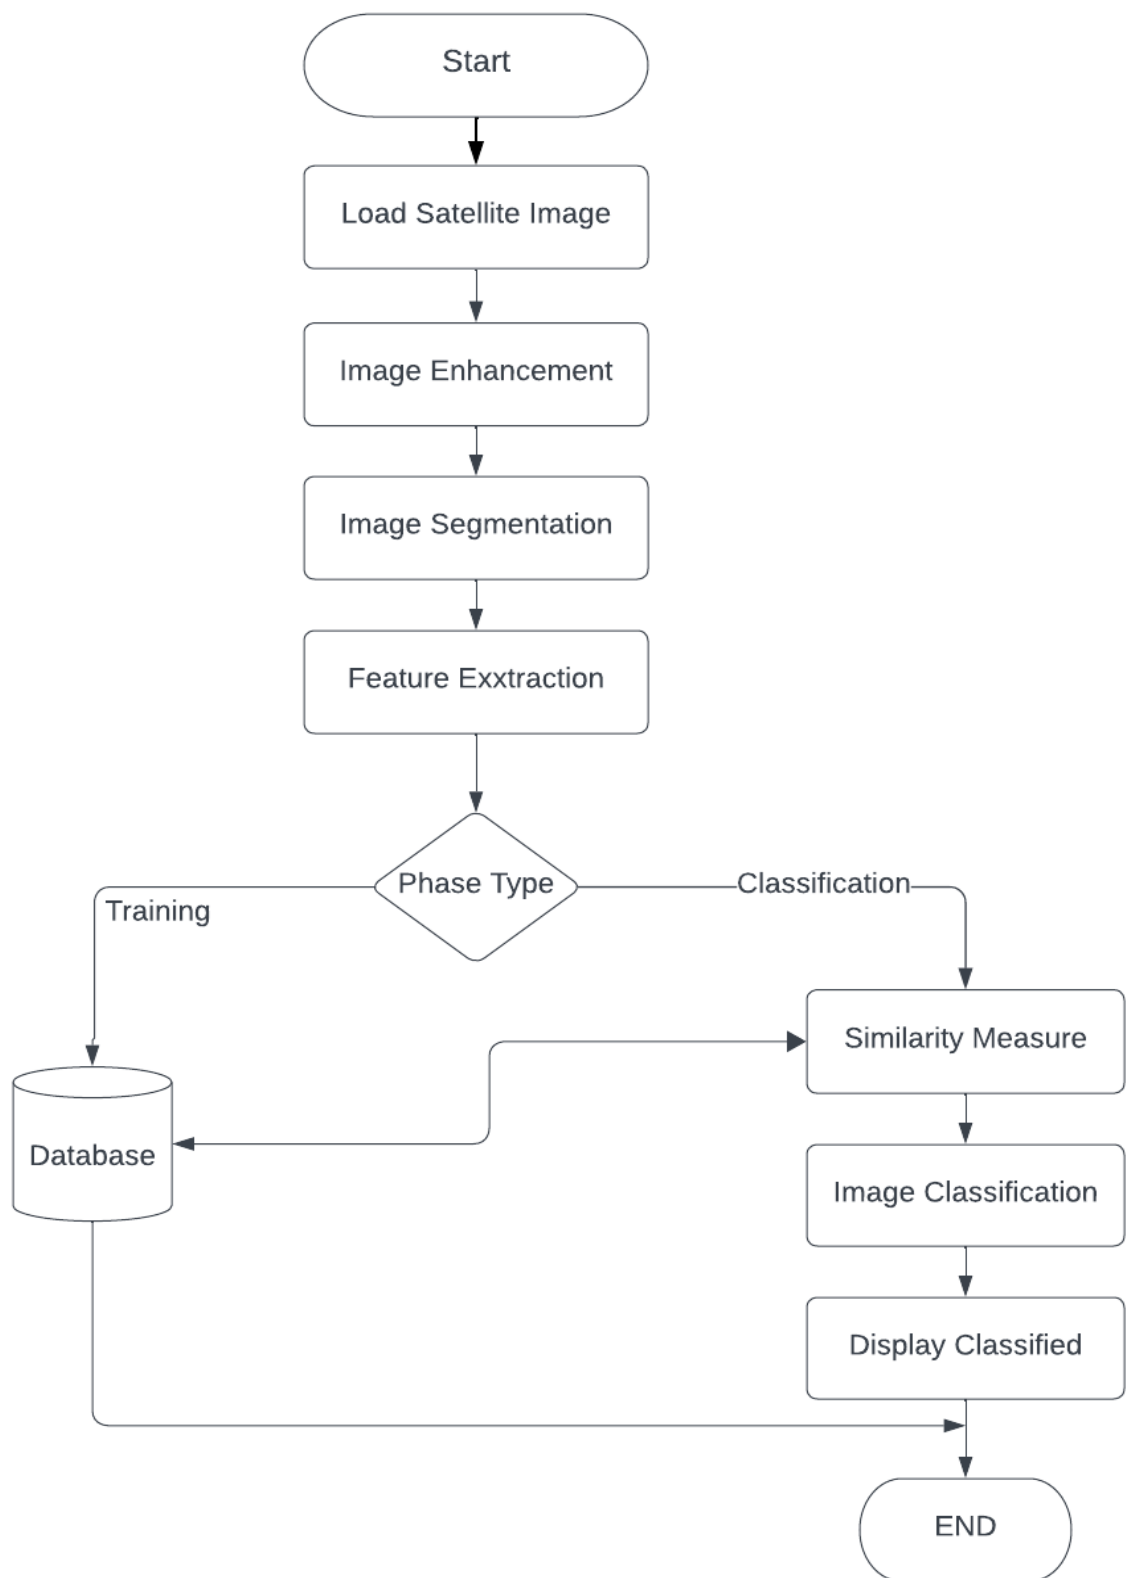 Start
Load Satellite Image
Image Enhancement
Image Segmentation
Feature Exxtraction
Phase Type
Training
Classification
Similarity Measure
Database
Image Classification
Display Classified
END